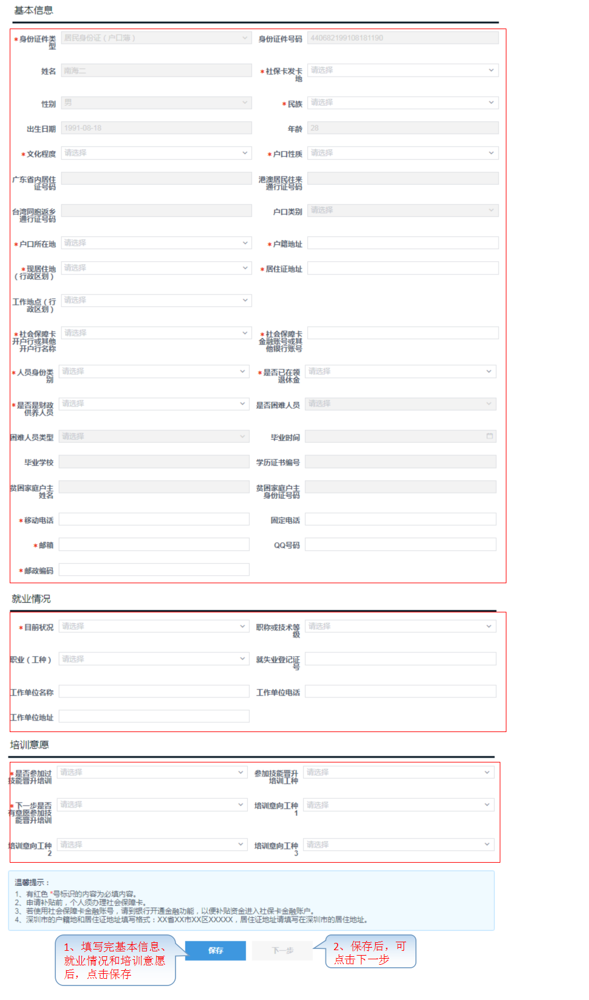 基本信息
*身份证件类型 居民身份证（户口簿） 身份证件号码 440682199108181190
姓名 南海二 *社保卡发卡地 请选择
性别 男 *民族 请选择
出生日期 1991-08-18 年龄 28
*文化程度 请选择 *户口性质 请选择
广东省内居住证号码 港澳居民往来通行证号码
台湾同胞返乡通行证号码 户口类别 请选择
*户口所在地 请选择 *户籍地址
*现居住地（行政区划） 请选择 *居住证地址
工作地点（行政区划） 请选择
*社会保障卡开户行或其他开户行名称 请选择 *社会保障卡金融账号或其他银行账号
*人员身份类别 请选择 *是否已在领退休金 请选择
*是否是财政供养人员 请选择 是否困难人员 请选择
困难人员类型 请选择 毕业时间
毕业学校 学历证书编号
贫困家庭户主姓名 贫困家庭户主身份证号码
*移动电话 固定电话
*邮箱 QQ号码
*邮政编码
就业情况
*目前状况 请选择 职称或技术等级 请选择
职业（工种） 请选择 就失业登记证号
工作单位名称 工作单位电话
工作单位地址
培训意愿
*是否参加过技能晋升培训 请选择 参加技能晋升培训工种 请选择
*下一步是否有意愿参加技能晋升培训 请选择 培训意向工种1 请选择
培训意向工种2 请选择 培训意向工种3 请选择
温馨提示：
1、有红色 *号标识的内容为必填内容。
2、申请补贴前，个人须办理社会保障卡。
3、若使用社会保障卡金融账号，请到银行开通金融功能，以便补贴资金进入社保卡金融账户。
4、深圳市的户籍地和居住证地址填写格式：XX省XX市XX区XXXXX，居住证地址请填写在深圳市的居住地址。
1、填写完基本信息、
就业情况和培训意愿
后，点击保存
保存
下一步
2、保存后，可
点击下一步